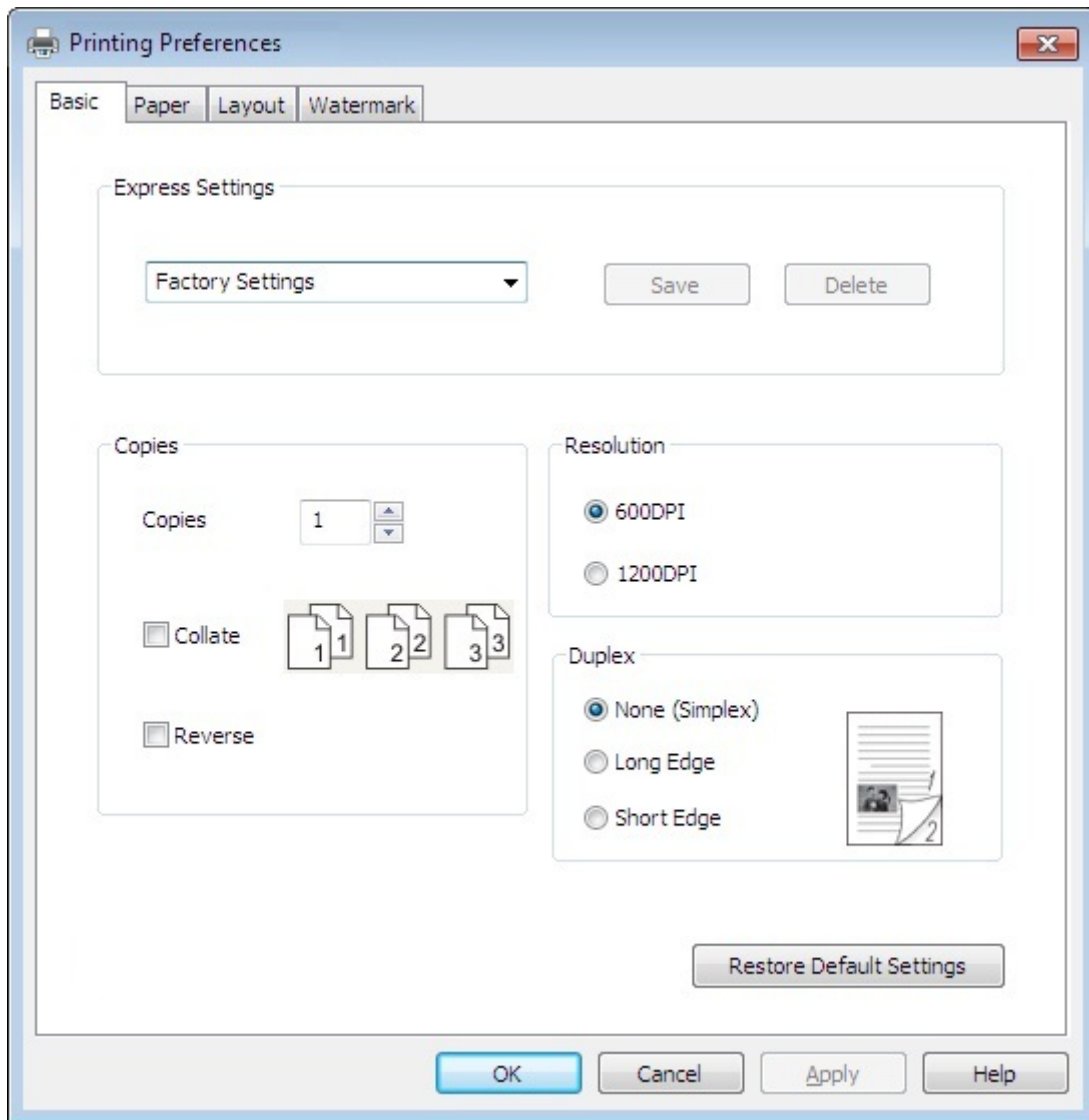 Printing Preferences
Basic Paper Layout Watermark
Express Settings
Factory Settings Save Delete
Copies
Copies 1
Collate 1 1 2 2 3 3
Reverse
Resolution
600DPI
1200DPI
Duplex
None (Simplex)
Long Edge
Short Edge
1
2
Restore Default Settings
OK Cancel Apply Help